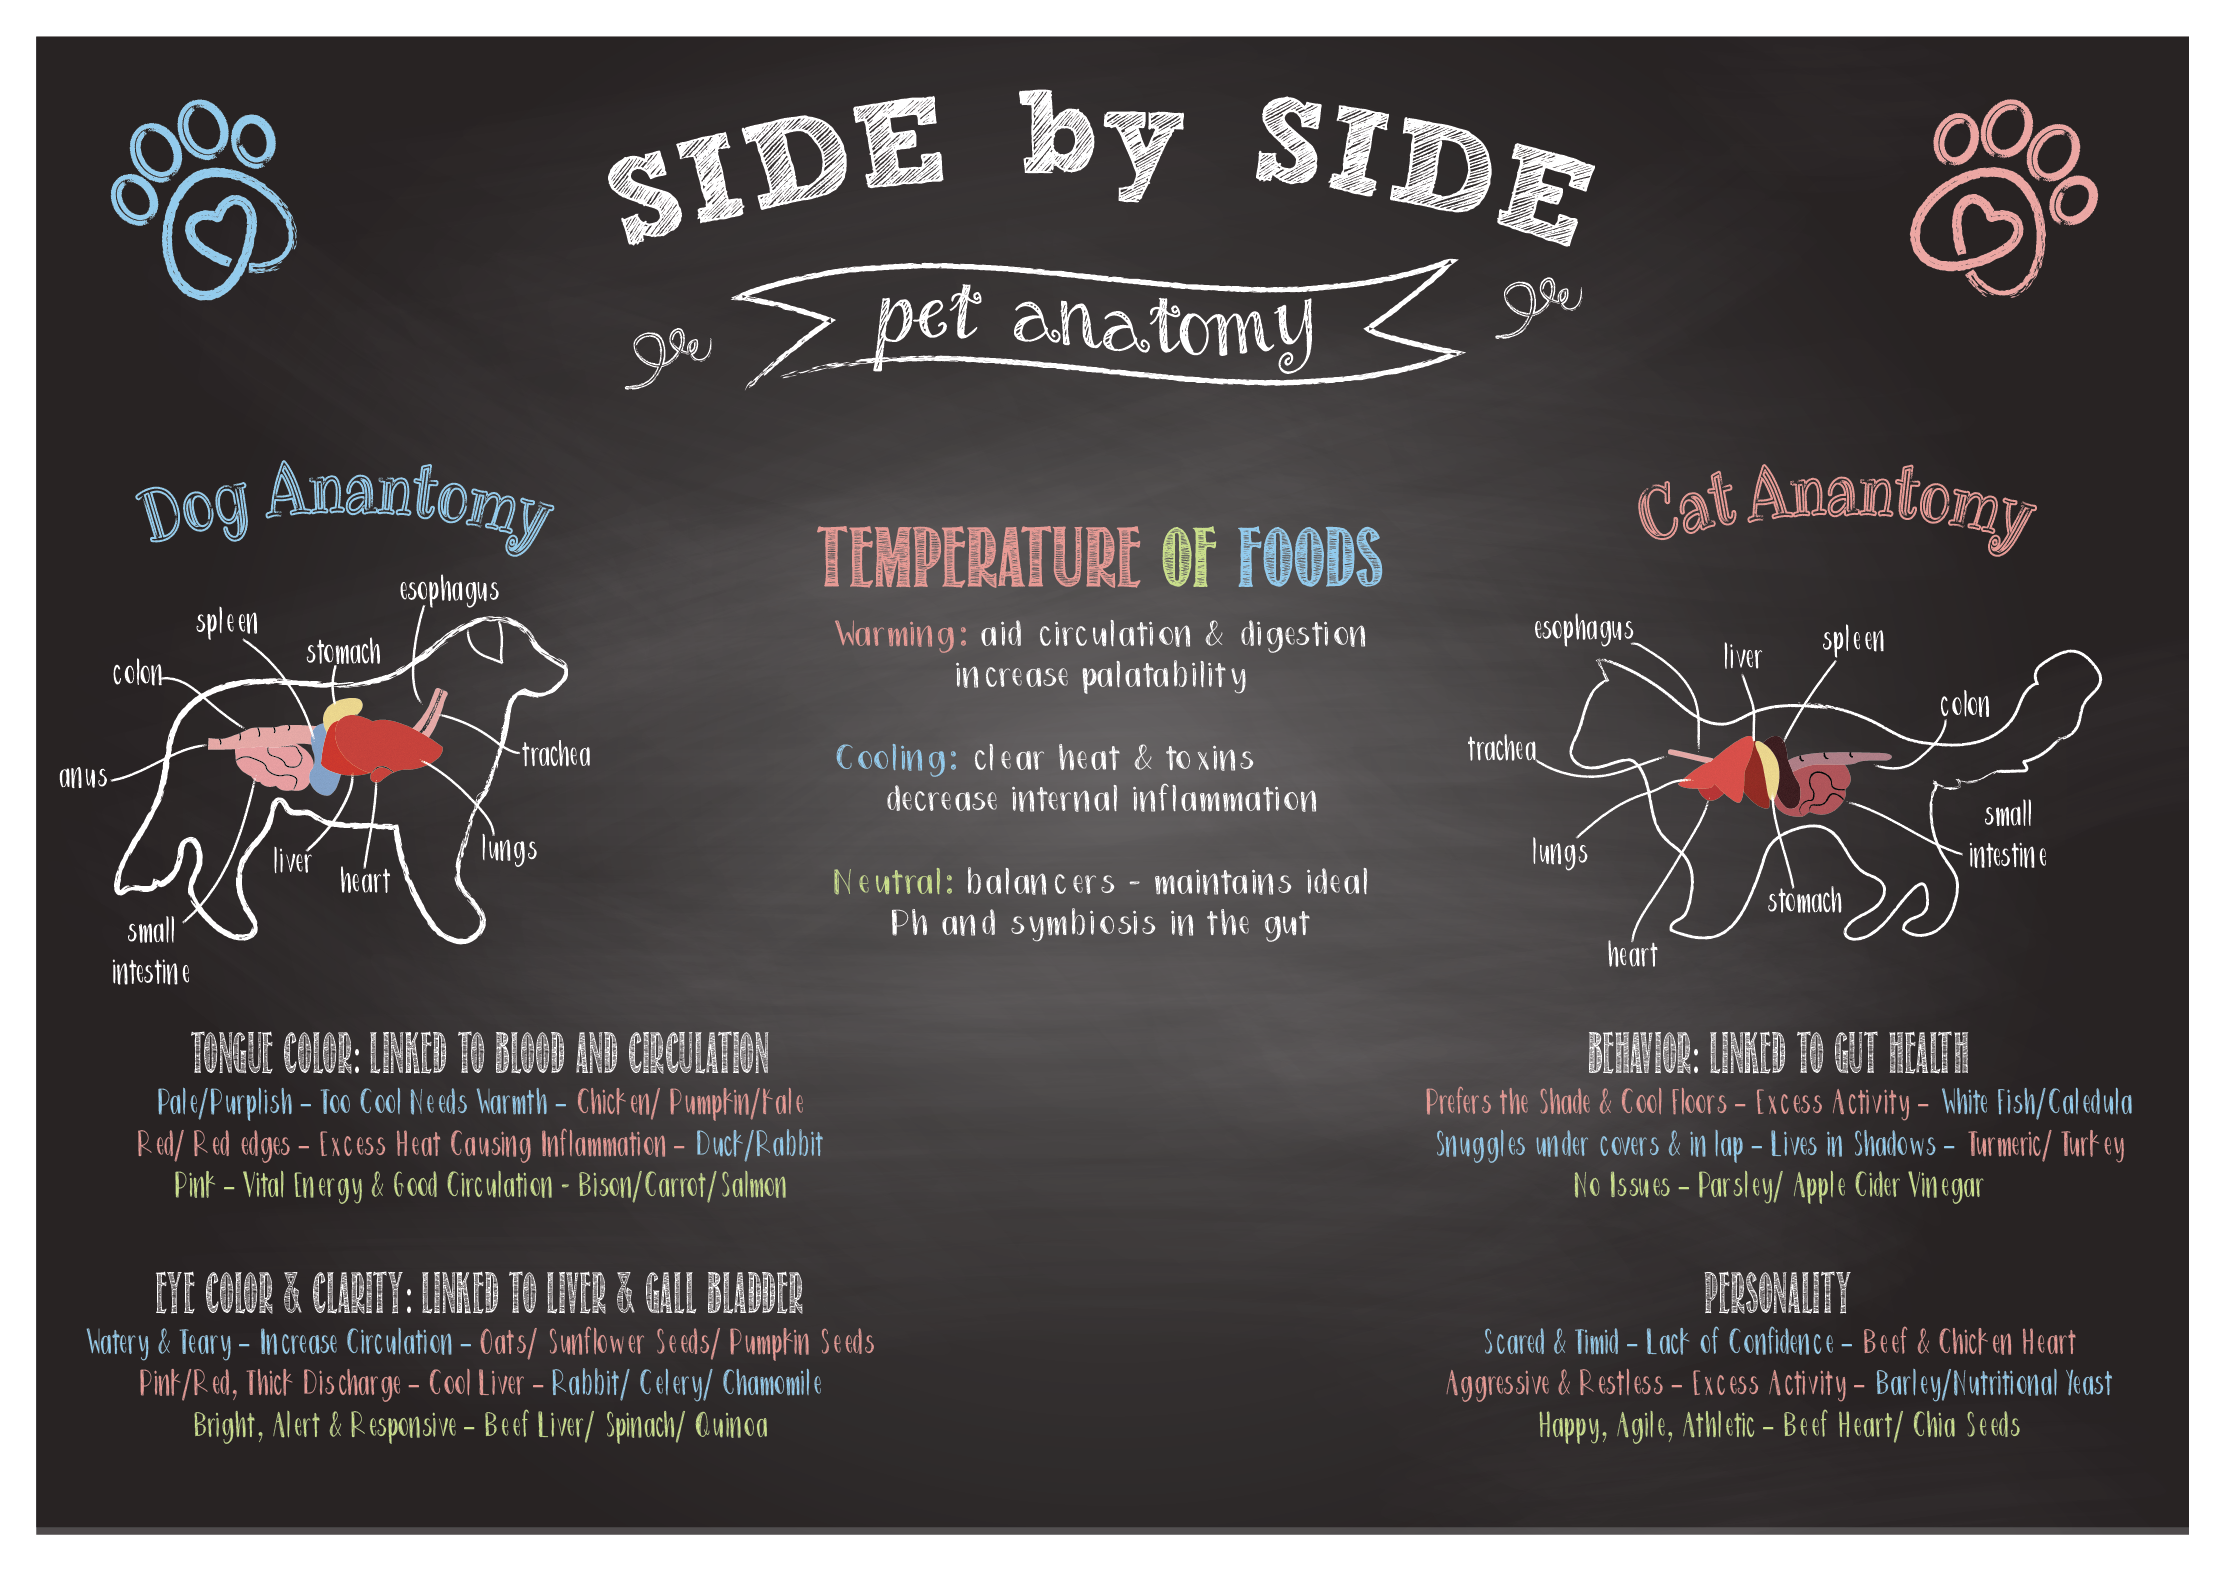 SIDE by SIDE
pet anatomy
Dog Anantomy
esophagus
spleen
stomach
colon
trachea
anus
lungs
liver
heart
small
intestine
TEMPERATURE OF FOODS
Warming: aid circulation & digestion
increase palatability
Cooling: clear heat & toxins
decrease internal inflammation
Neutral: balancers - maintains ideal
Ph and symbiosis in the gut
Cat Anantomy
esophagus
liver
spleen
colon
trachea
small
intestine
lungs
stomach
heart
TONGUE COLOR: LINKED TO BLOOD AND CIRCULATION
Pale/Purplish – Too Cool Needs Warmth – Chicken/ Pumpkin/Kale
Red/ Red edges – Excess Heat Causing Inflammation – Duck/Rabbit
Pink – Vital Energy & Good Circulation - Bison/Carrot/Salmon
EYE COLOR & CLARITY: LINKED TO LIVER & GALL BLADDER
Watery & Teary – Increase Circulation – Oats/ Sunflower Seeds/ Pumpkin Seeds
Pink/Red, Thick Discharge – Cool Liver – Rabbit/ Celery/ Chamomile
Bright, Alert & Responsive – Beef Liver/ Spinach/ Quinoa
BEHAVIOR: LINKED TO GUT HEALTH
Prefers the Shade & Cool Floors – Excess Activity – White Fish/Caledula
Snuggles under covers & in lap – Lives in Shadows – Turmeric/ Turkey
No Issues – Parsley/ Apple Cider Vinegar
PERSONALITY
Scared & Timid – Lack of Confidence – Beef & Chicken Heart
Aggressive & Restless – Excess Activity – Barley/Nutritional Yeast
Happy, Agile, Athletic – Beef Heart/ Chia Seeds